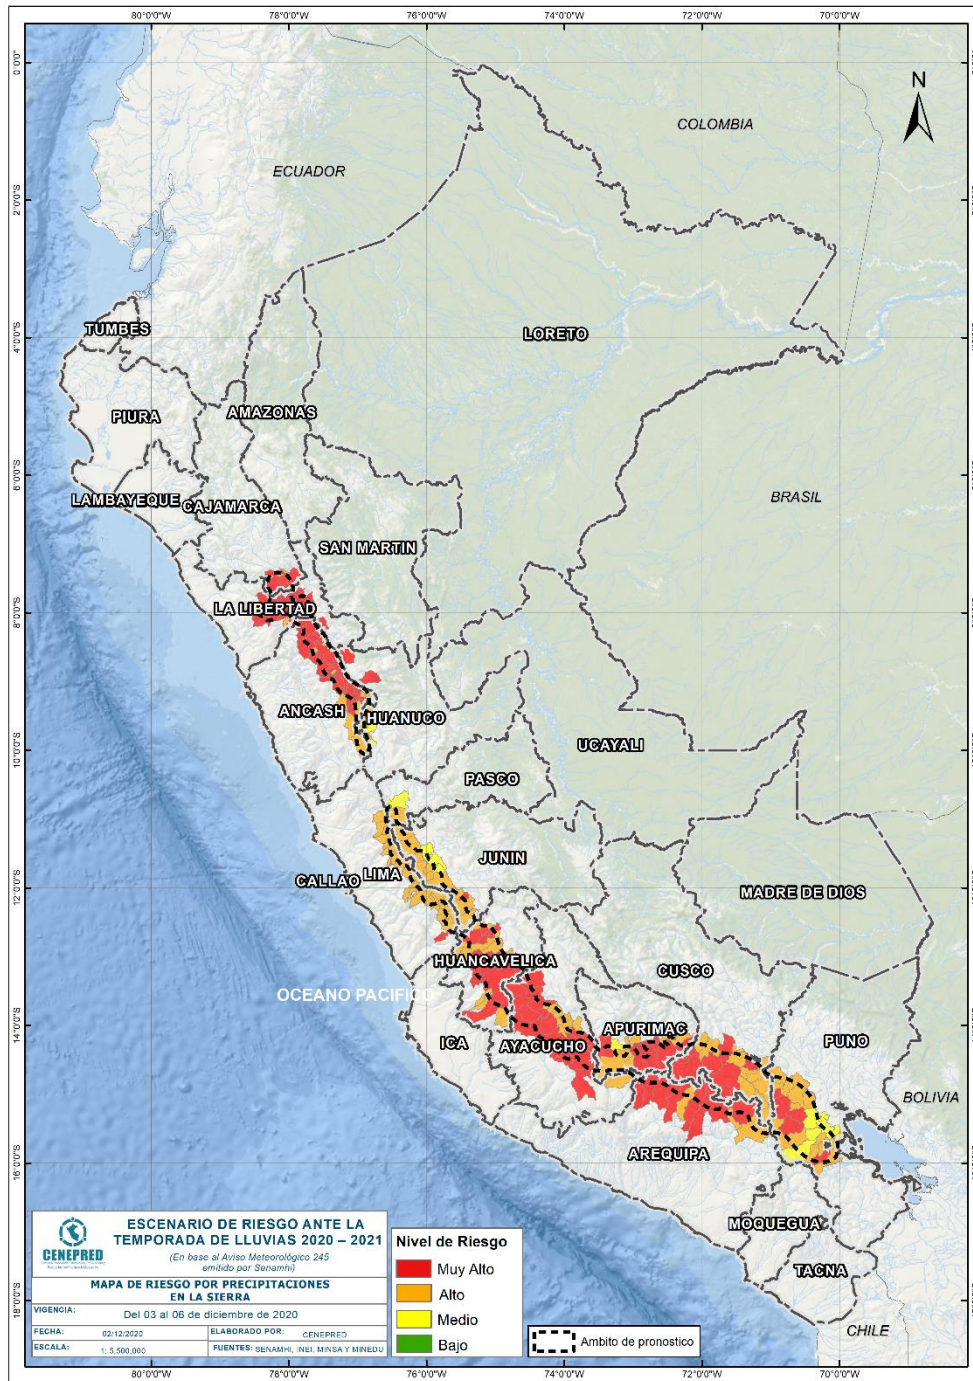 80°0'0"W 78°0'0"W 76°0'0"W 74°0'0"W 72°0'0"W 70°0'0"W
0°0'0"
2°0'0"S
4°0'0"S
6°0'0"S
8°0'0"S
10°0'0"S
12°0'0"S
14°0'0"S
16°0'0"S
18°0'0"S
N
COLOMBIA
ECUADOR
TUMBES
LORETO
PIURA
AMAZONAS
LAMBAYEQUE
CAJAMARCA
BRASIL
SAN MARTIN
LA LIBERTAD
ANCASH
HUANUCO
UCAYALI
PASCO
JUNIN
LIMA
CALLAO
MADRE DE DIOS
HUANCAVELICA
CUSCO
OCEANO PACIFICO
APURIMAC
ICA
AYACUCHO
PUNO
BOLIVIA
AREQUIPA
MOQUEGUA
TACNA
CHILE
CENEPRED
ESCENARIO DE RIESGO ANTE LA
TEMPORADA DE LLUVIAS 2020 – 2021
(En base al Aviso Meteorológico 245
emitido por Senamhi)
MAPA DE RIESGO POR PRECIPITACIONES
EN LA SIERRA
VIGENCIA: Del 03 al 06 de diciembre de 2020
FECHA: 02/12/2020 ELABORADO POR: CENEPRED
ESCALA: 1: 5,500,000 FUENTES: SENAMHI, INEI, MINSA Y MINEDU
Nivel de Riesgo
Muy Alto
Alto
Medio
Bajo
Ambito de pronostico
80°0'0"W 78°0'0"W 76°0'0"W 74°0'0"W 72°0'0"W 70°0'0"W